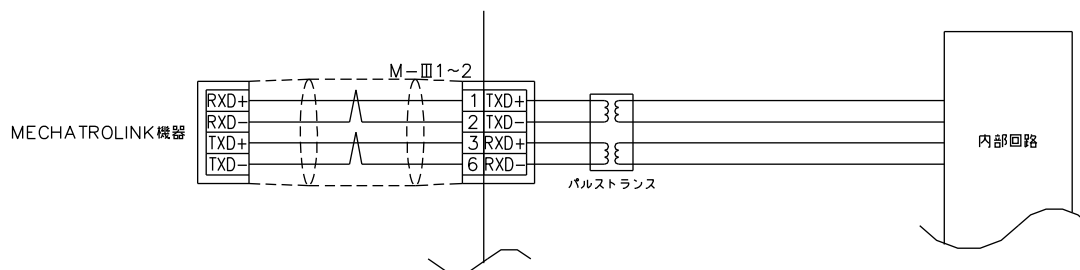 M-Ⅲ1~2
RXD+ 1 TXD+
RXD- 2 TXD-
MECHATROLINK機器
TXD+ 3 RXD+
TXD- 6 RXD-
内部回路
パルストランス